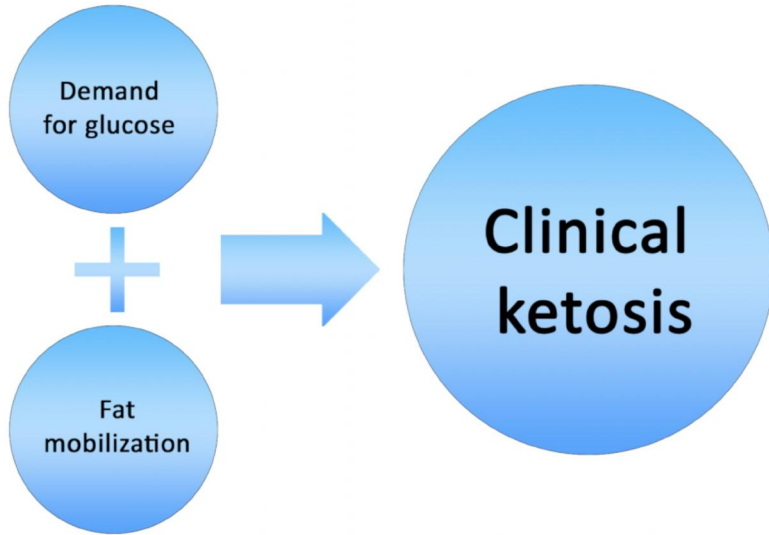 Demand
for glucose
Fat
mobilization
Clinical
ketosis